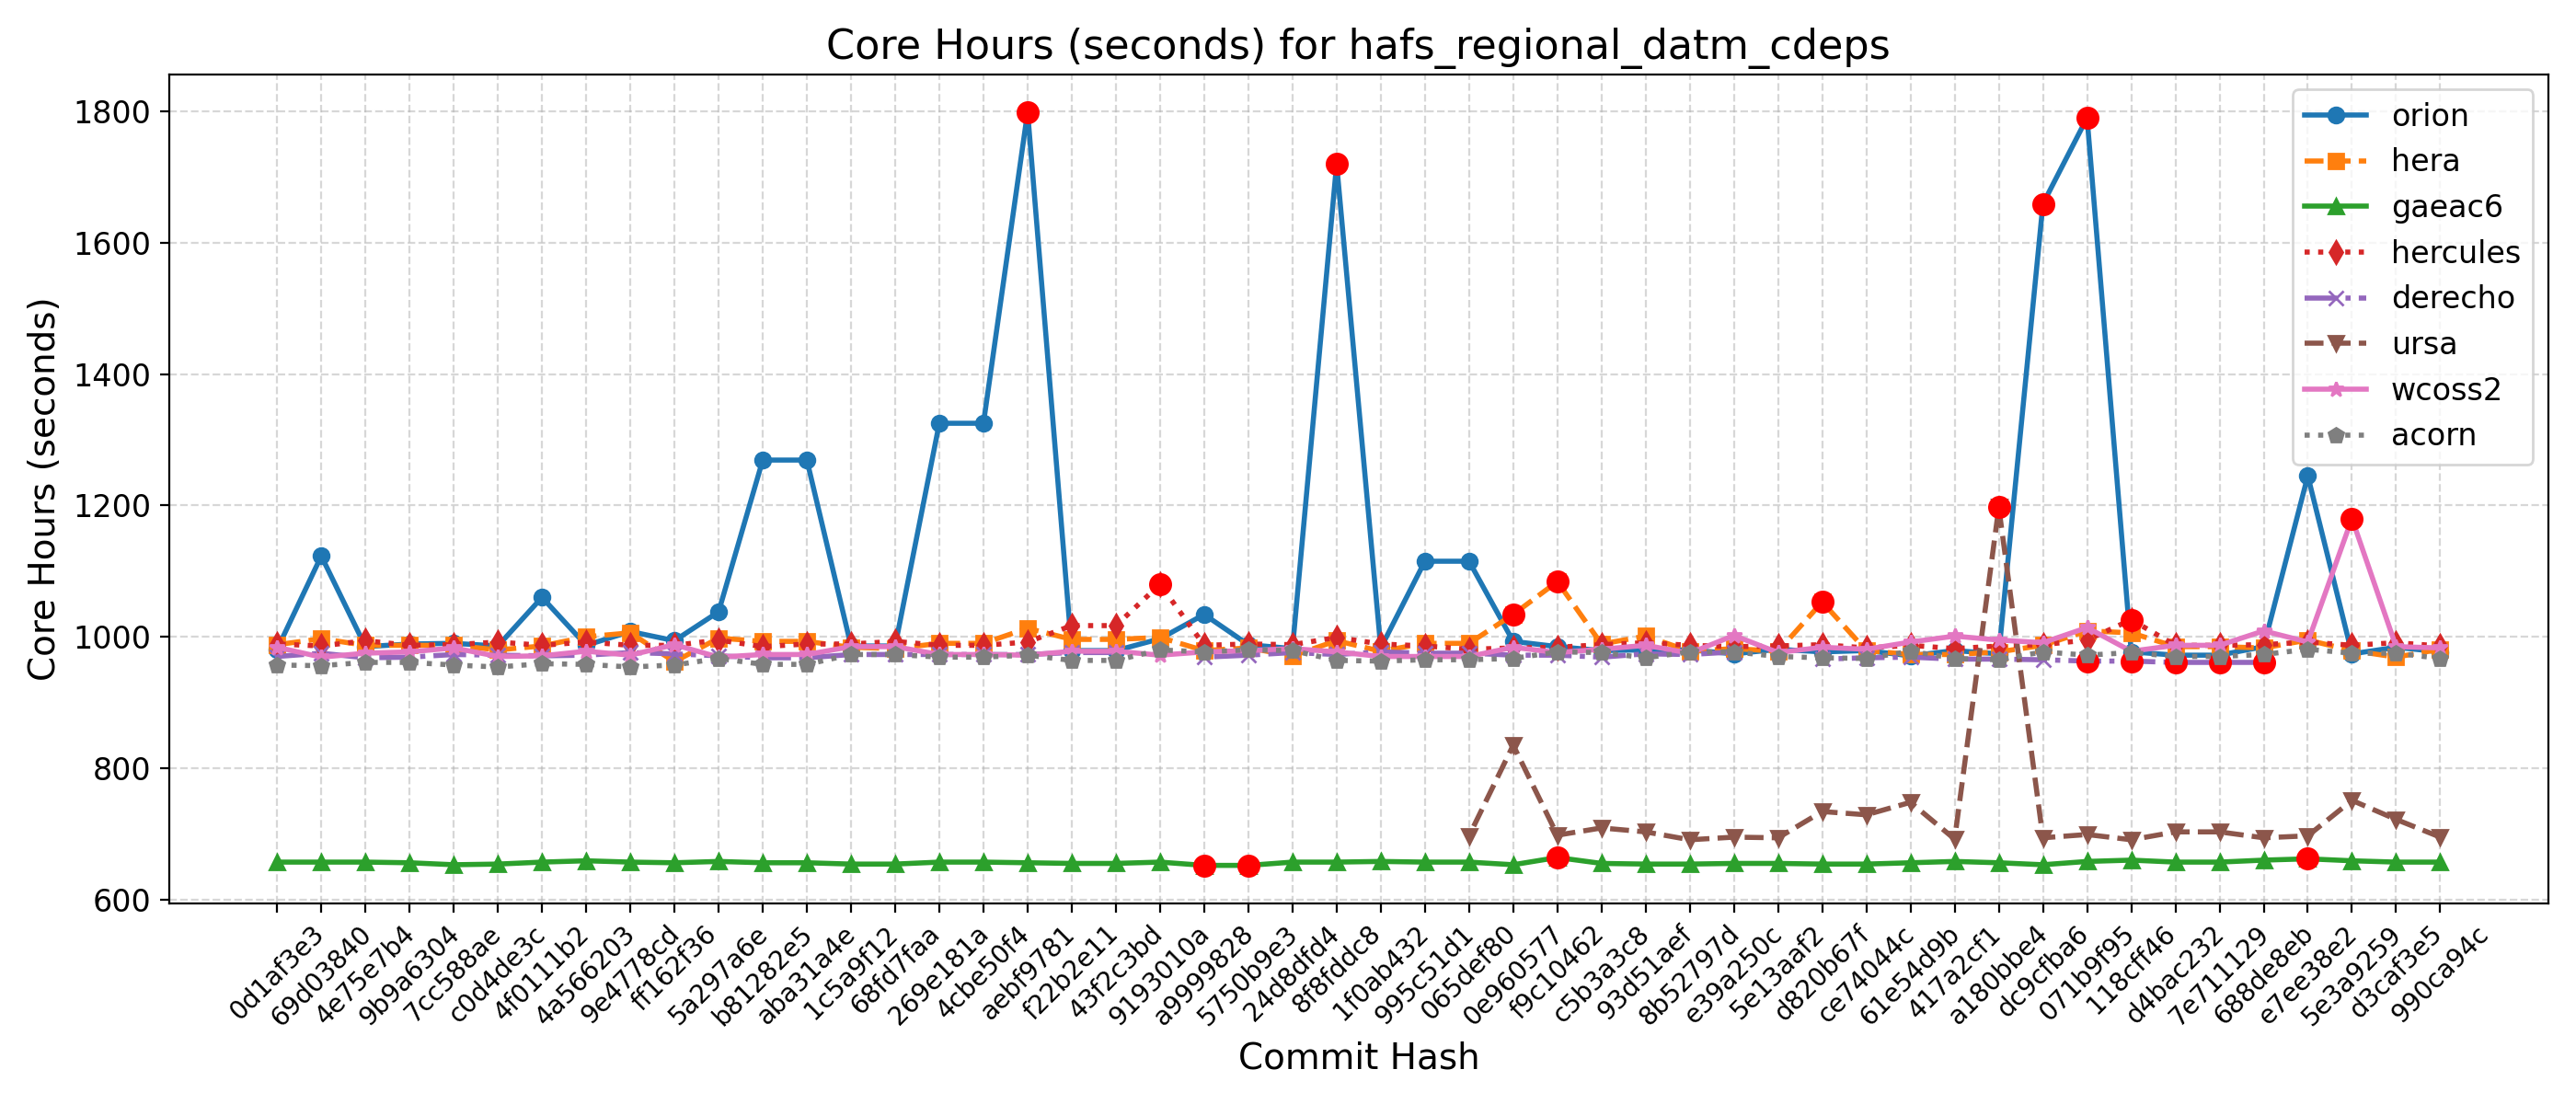 Core Hours (seconds) for hafs_regional_datm_cdeps
Core Hours (seconds)
1800
1600
1400
1200
1000
800
600
orion
hera
gaeac6
hercules
derecho
ursa
wcoss2
acorn
0d1af3e3
69d03840
4e75e7b4
9b9a6304
7cc588ae
c0d4de3c
4f0111b2
4a566203
9e4778cd
ff162f36
5a297a6e
b81282e5
aba31a4e
1c5a9f12
68fd7faa
269e181a
4cbe50f4
aebf9781
f22b2e11
43f2c3bd
9193010a
a9999828
5750b9e3
24d8dfd4
8f8fddc8
1f0ab432
995c51d1
065def80
0e960577
f9c10462
c5b3a3c8
93d51aef
8b52797d
e39a250c
5e13aaf2
d820b67f
ce74044c
61e54d9b
417a2cf1
a180bbe4
dc9cfba6
071b9f95
118cff46
d4bac232
7e711129
688de8eb
e7ee38e2
5e3a9259
d3caf3e5
990ca94c
Commit Hash